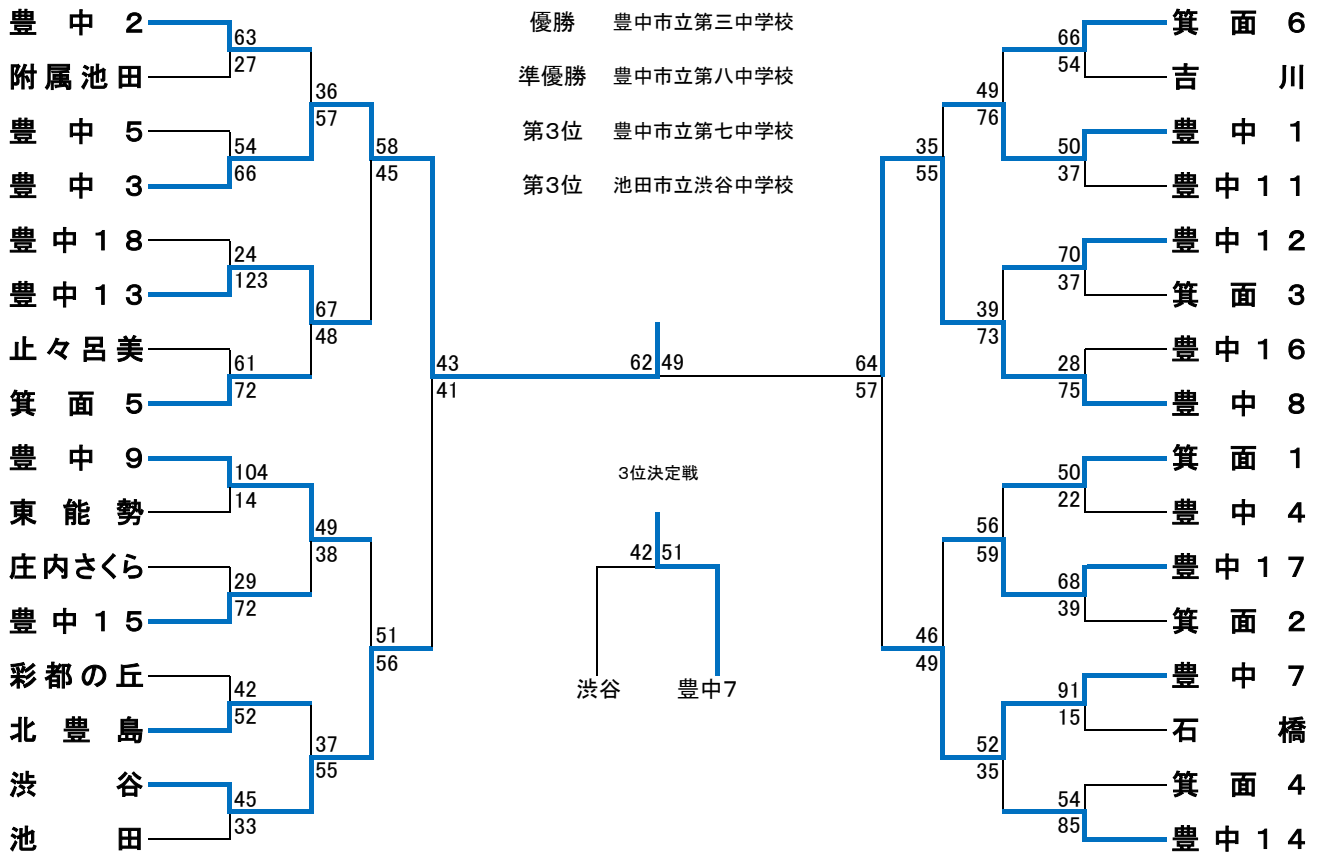 優勝 豊中市立第三中学校
準優勝 豊中市立第八中学校
第3位 豊中市立第七中学校
第3位 池田市立渋谷中学校
豊中2
63
27
附属池田
36
57
豊中5
54
66
豊中3
58
45
豊中18
24
123
豊中13
67
48
止々呂美
61
72
箕面5
43
41
豊中9
104
14
東能勢
49
38
庄内さくら
29
72
豊中15
51
56
彩都の丘
42
52
北豊島
37
55
渋谷
45
33
池田
62 49
3位決定戦
42 51
渋谷 豊中7
箕面6
66
54
吉川
49
76
豊中1
50
37
豊中11
35
55
豊中12
70
37
箕面3
39
73
豊中16
28
75
豊中8
64
57
箕面1
50
22
豊中4
56
59
豊中17
68
39
箕面2
46
49
豊中7
91
15
石橋
52
35
箕面4
54
85
豊中14